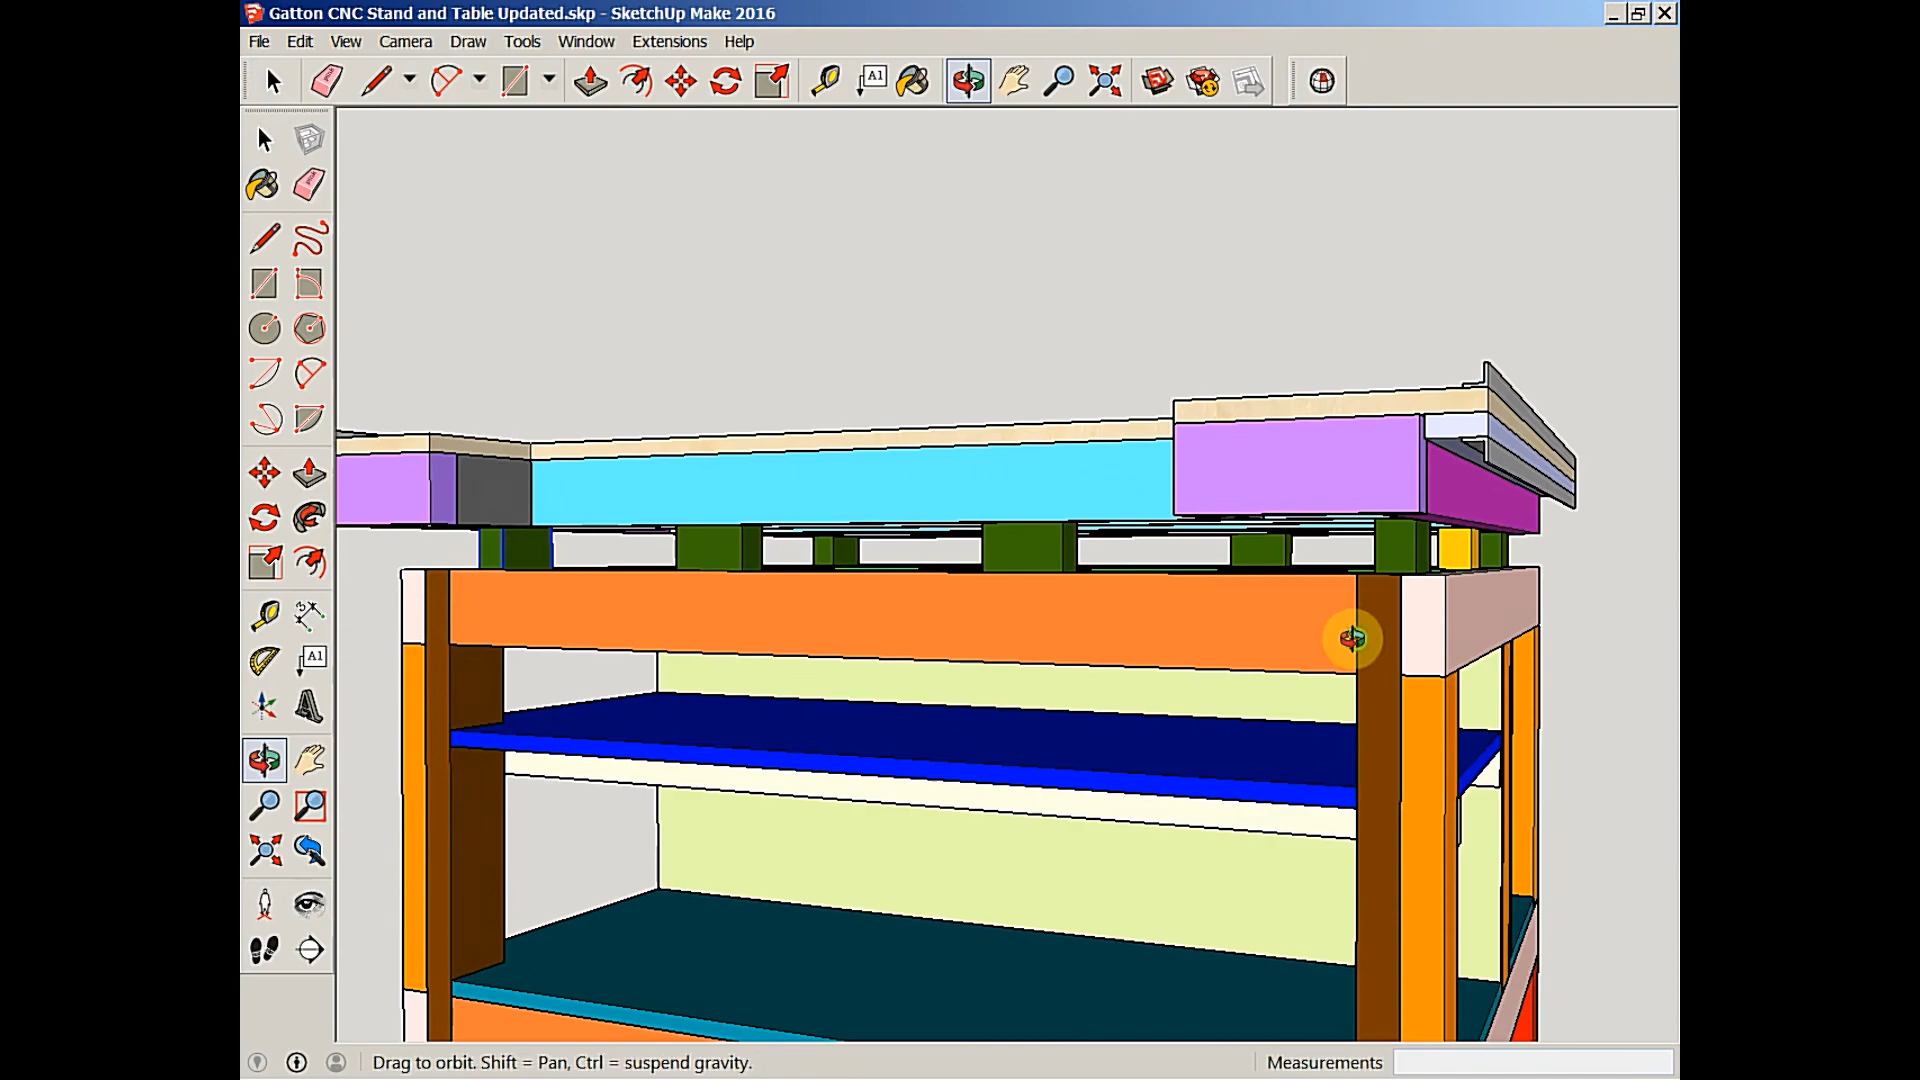 Gatton CNC Stand and Table Updated.skp - SketchUp Make 2016
File Edit View Camera Draw Tools Window Extensions Help
A1
A1
Drag to orbit. Shift = Pan, Ctrl = suspend gravity.
Measurements